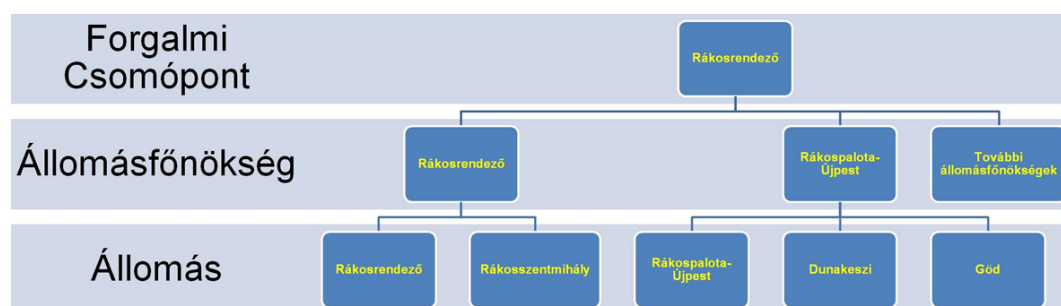 Forgalmi
Csomópont
Rákosrendező
Állomásfőnökség
Rákosrendező
Rákospalota-
Újpest
További
állomásfőnökségek
Állomás
Rákosrendező
Rákosszentmihály
Rákospalota-
Újpest
Dunakeszi
Göd